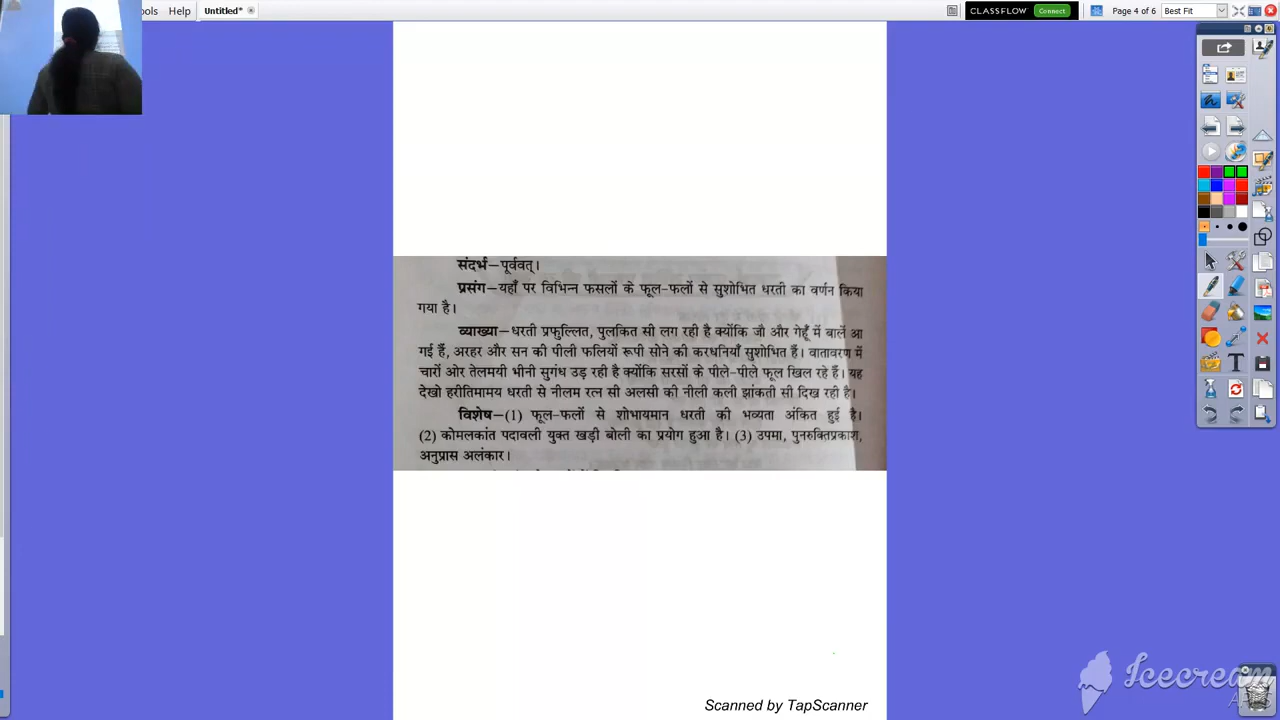 ools Help Untitled* CLASSFLOW Connect Page 4 of 6 Best Fit
संदर्भ–पूर्ववत्।
प्रसंग–यहाँ पर विभिन्न फसलों के फूल-फलों से सुशोभित धरती का वर्णन किया
गया है।
व्याख्या–धरती प्रफुल्लित, पुलकित सी लग रही है क्योंकि जौ और गेहूँ में बालें आ
गई हैं, अरहर और सन की पीली फलियों रूपी सोने की करधनियाँ सुशोभित हैं। वातावरण में
चारों ओर तेलमयी भीनी सुगंध उड़ रही है क्योंकि सरसों के पीले-पीले फूल खिल रहे हैं। यह
देखो हरीतिमामय धरती से नीलम रत्न सी अलसी की नीली कली झांकती सी दिख रही है।
विशेष–(1) फूल-फलों से शोभायमान धरती की भव्यता अंकित हुई है।
(2) कोमलकांत पदावली युक्त खड़ी बोली का प्रयोग हुआ है। (3) उपमा, पुनरुक्तिप्रकाश,
अनुप्रास अलंकार।
Icecream
APPS
Scanned by TapScanner